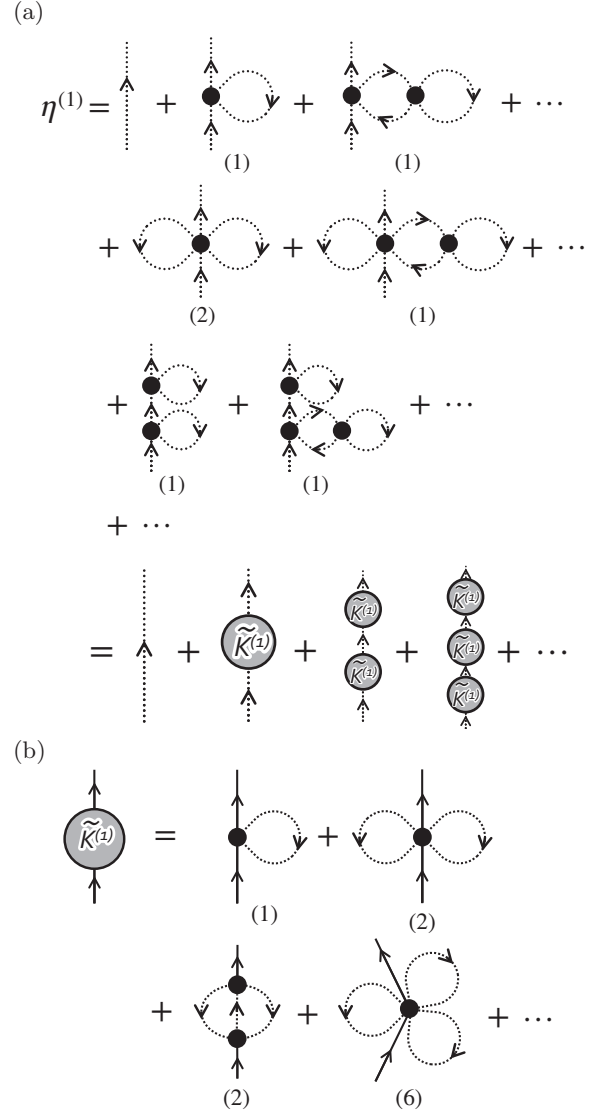 (a)
η⁽¹⁾ = + + + ⋯
(1) (1)
+ + + ⋯
(2) (1)
+ + + ⋯
(1) (1)
+ ⋯
= + K̃⁽¹⁾ + K̃⁽¹⁾ K̃⁽¹⁾ + K̃⁽¹⁾ K̃⁽¹⁾ K̃⁽¹⁾ + ⋯
(b)
K̃⁽¹⁾ = +
(1) (2)
+ + + ⋯
(2) (6)